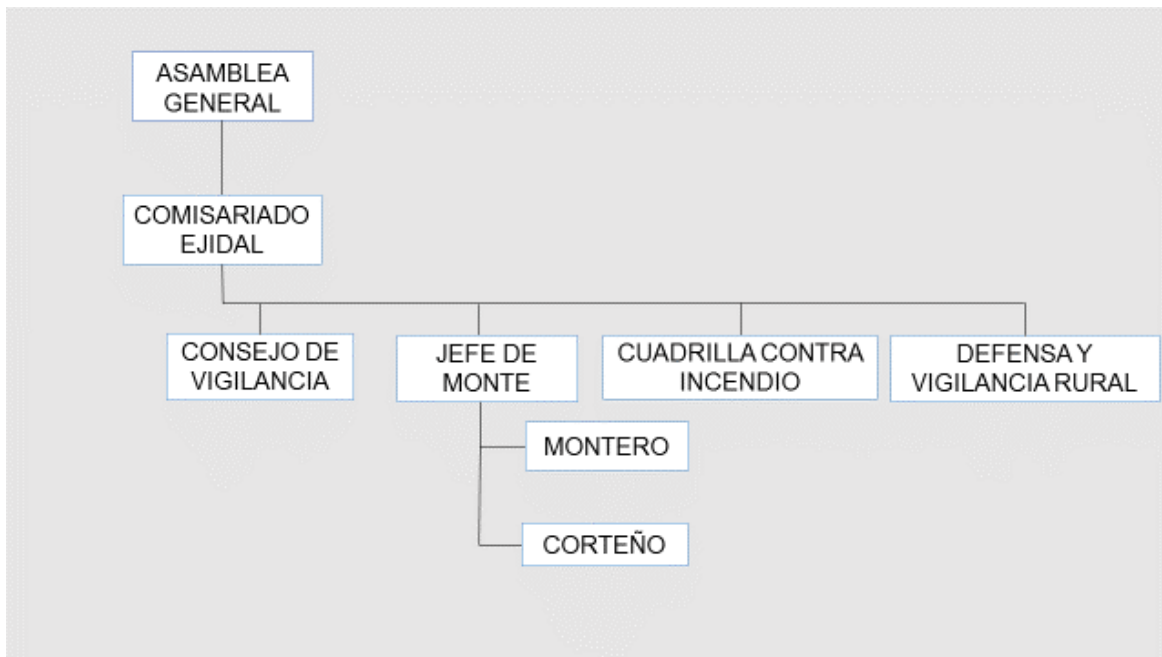 ASAMBLEA
GENERAL
COMISARIADO
EJIDAL
CONSEJO DE
VIGILANCIA
JEFE DE
MONTE
CUADRILLA CONTRA
INCENDIO
DEFENSA Y
VIGILANCIA RURAL
MONTERO
CORTEÑO